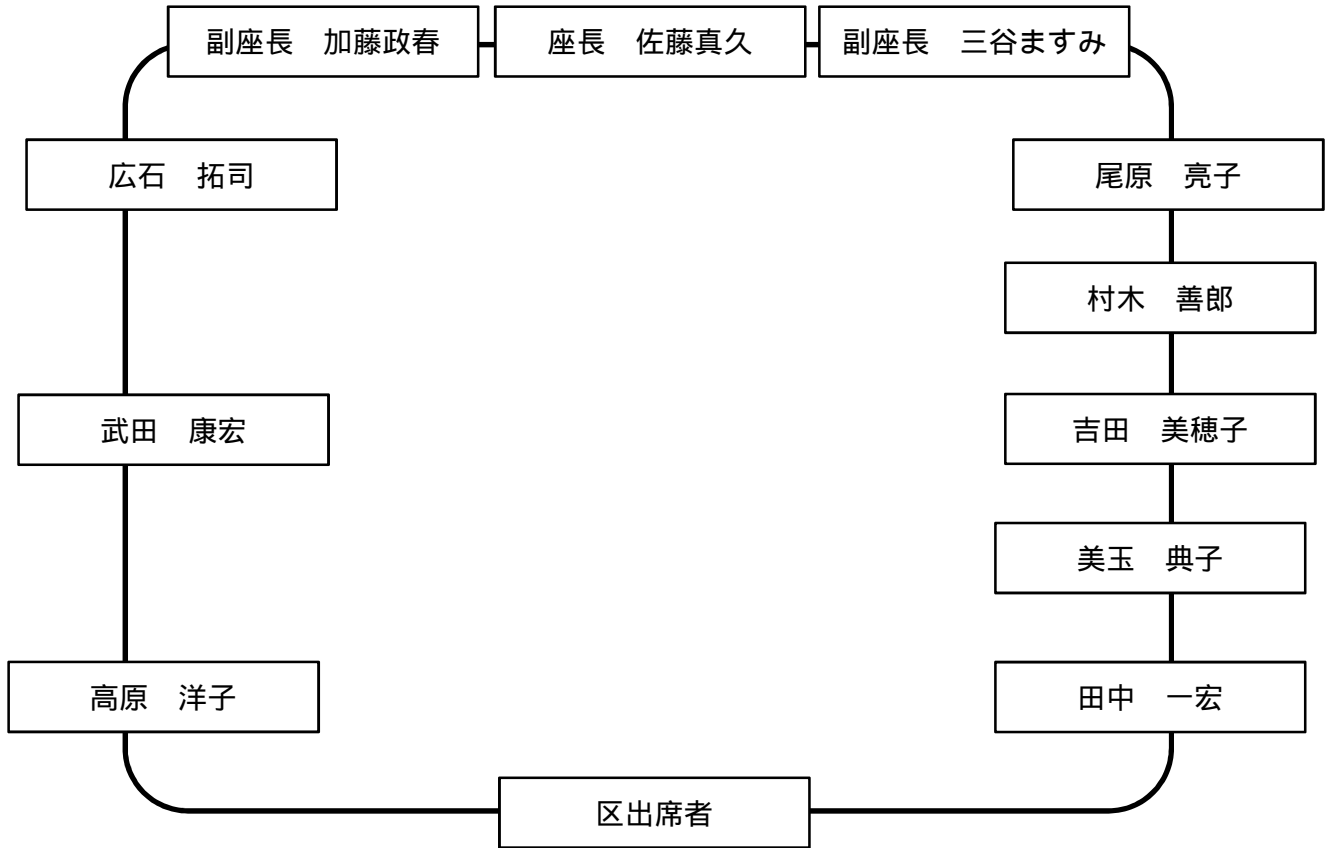 副座長　加藤政春
座長　佐藤真久
副座長　三谷ますみ
広石　拓司
尾原　亮子
村木　善郎
武田　康宏
吉田　美穂子
美玉　典子
高原　洋子
田中　一宏
区出席者